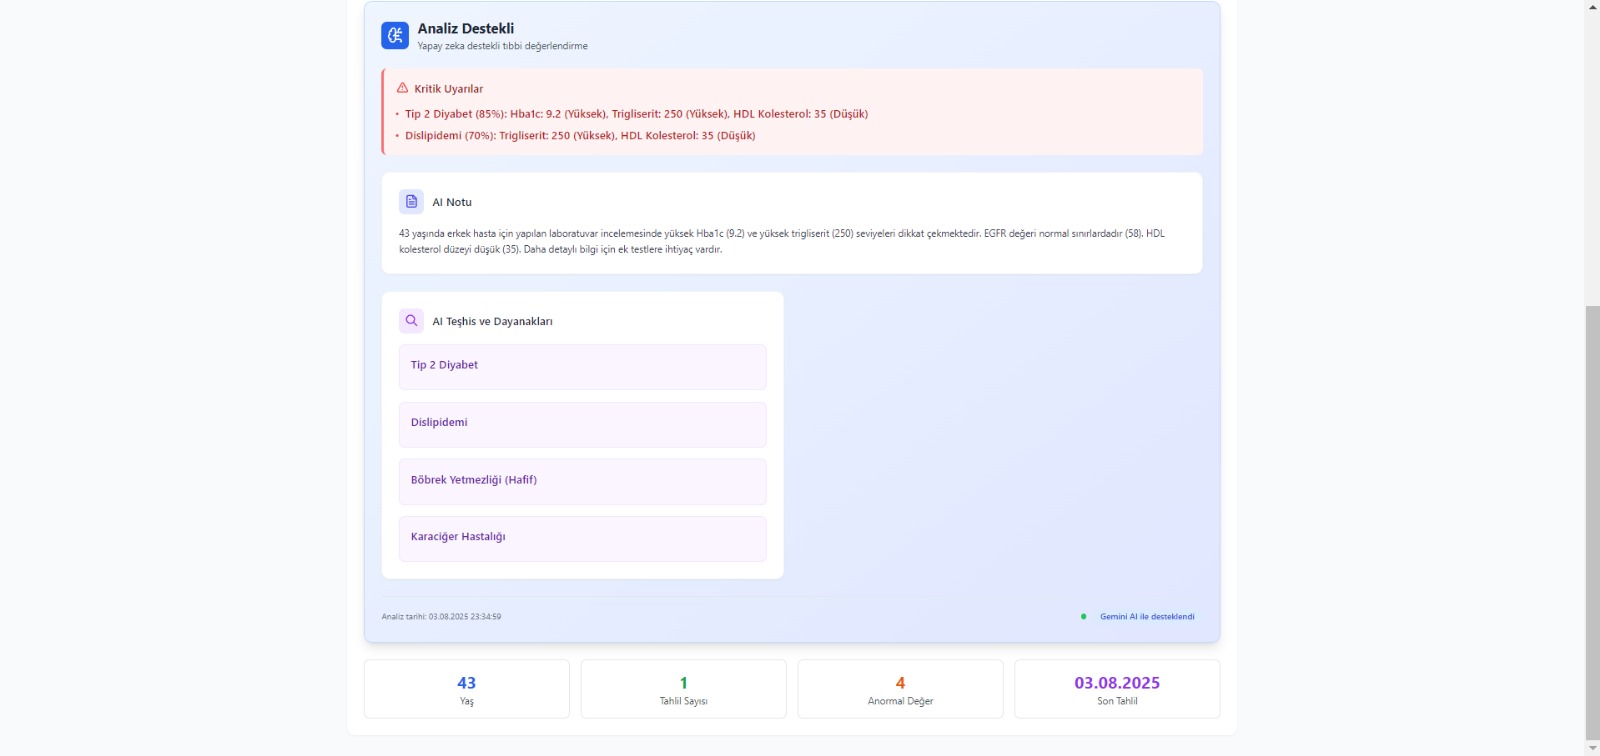 Analiz Destekli
Yapay zeka destekli tıbbi değerlendirme
Kritik Uyarılar
• Tip 2 Diyabet (85%): Hba1c: 9.2 (Yüksek), Trigliserit: 250 (Yüksek), HDL Kolesterol: 35 (Düşük)
• Dislipidemi (70%): Trigliserit: 250 (Yüksek), HDL Kolesterol: 35 (Düşük)
AI Notu
43 yaşında erkek hasta için yapılan laboratuvar incelemesinde yüksek Hba1c (9.2) ve yüksek trigliserit (250) seviyeleri dikkat çekmektedir. EGFR değeri normal sınırlardadır (58). HDL
kolesterol düzeyi düşük (35). Daha detaylı bilgi için ek testlere ihtiyaç vardır.
AI Teşhis ve Dayanakları
Tip 2 Diyabet
Dislipidemi
Böbrek Yetmezliği (Hafif)
Karaciğer Hastalığı
Analiz tarihi: 03.08.2025 23:34:59
Gemini AI ile desteklendi
43
Yaş
1
Tahlil Sayısı
4
Anormal Değer
03.08.2025
Son Tahlil